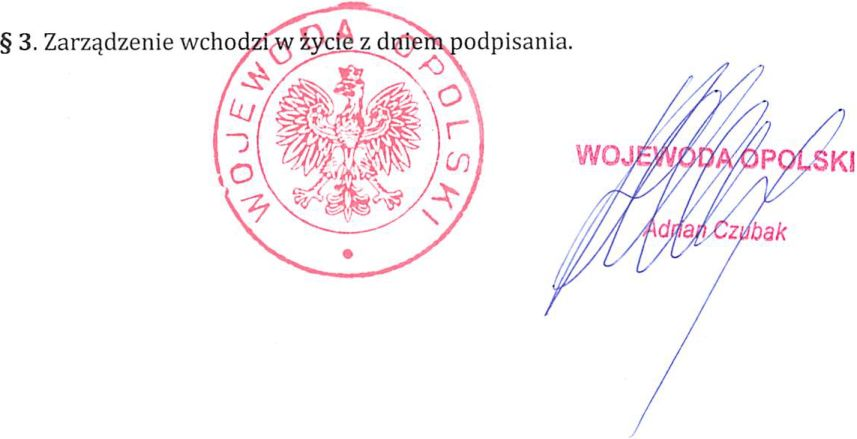 § 3. Zarządzenie wchodzi w życie z dniem podpisania.
WOJEWODA OPOLSKI
WOJEWODA OPOLSKI
Adrian Czubak